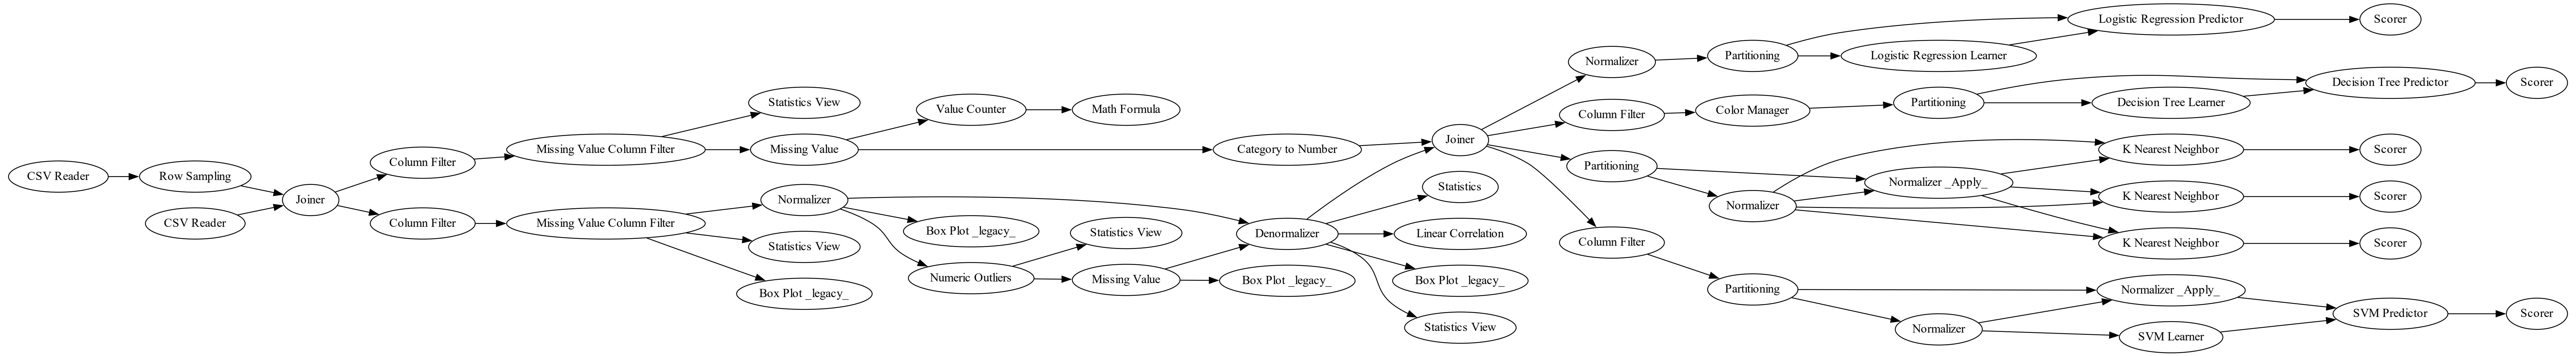 Logistic Regression Predictor
Scorer
Normalizer
Partitioning
Logistic Regression Learner
Decision Tree Predictor
Scorer
Statistics View
Value Counter
Math Formula
Column Filter
Color Manager
Partitioning
Decision Tree Learner
Column Filter
Missing Value Column Filter
Missing Value
Category to Number
Joiner
K Nearest Neighbor
Scorer
CSV Reader
Row Sampling
Partitioning
Normalizer _Apply_
Statistics
K Nearest Neighbor
Scorer
Joiner
Normalizer
Normalizer
CSV Reader
Column Filter
Missing Value Column Filter
Box Plot _legacy_
Statistics View
Denormalizer
Linear Correlation
Statistics View
Column Filter
K Nearest Neighbor
Scorer
Numeric Outliers
Missing Value
Box Plot _legacy_
Box Plot _legacy_
Box Plot _legacy_
Partitioning
Normalizer _Apply_
Statistics View
Normalizer
SVM Learner
SVM Predictor
Scorer